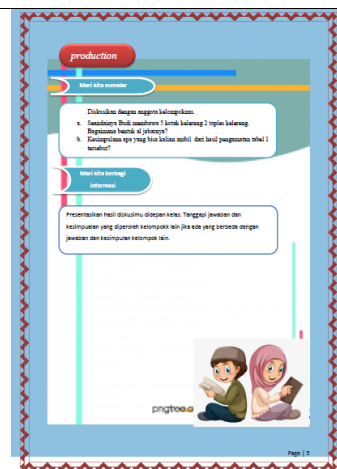 production
Mari kita menalar
Diskusikan dengan anggota kelompokmu.
a. Seandainya Budi membawa 5 kotak kelereng 2 toples kelereng.
Bagaimana bentuk al jabarnya?
b. Kesimpulam apa yang bisa kalian ambil dari hasil pengamatan tabel 1
tersebut?
Mari kita berbagi
informasi
Presentasikan hasil diskusimu didepan kelas. Tanggapi jawaban dan
kesimpualan yang diperoleh kelompokk lain jika ada yang berbeda dengan
jawaban dan kesimpulan kelompok lain.
pngtree
Page | 5